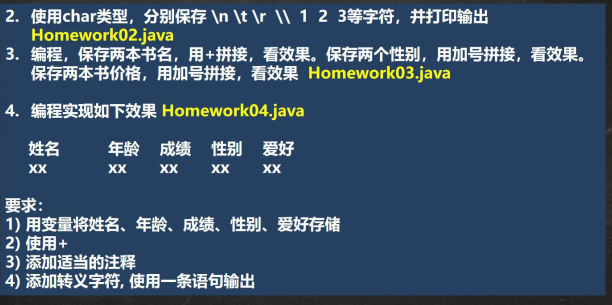 2. 使用char类型，分别保存 \n \t \r \\ 1 2 3等字符，并打印输出
Homework02.java
3. 编程，保存两本书名，用+拼接，看效果。保存两个性别，用加号拼接，看效果。
保存两本书价格，用加号拼接，看效果 Homework03.java
4. 编程实现如下效果 Homework04.java
姓名 年龄 成绩 性别 爱好
xx xx xx xx xx
要求：
1) 用变量将姓名、年龄、成绩、性别、爱好存储
2) 使用+
3) 添加适当的注释
4) 添加转义字符, 使用一条语句输出